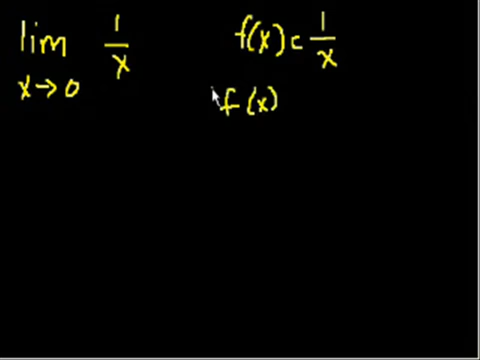 lim 1/x
x→0
f(x) = 1/x
f(x)